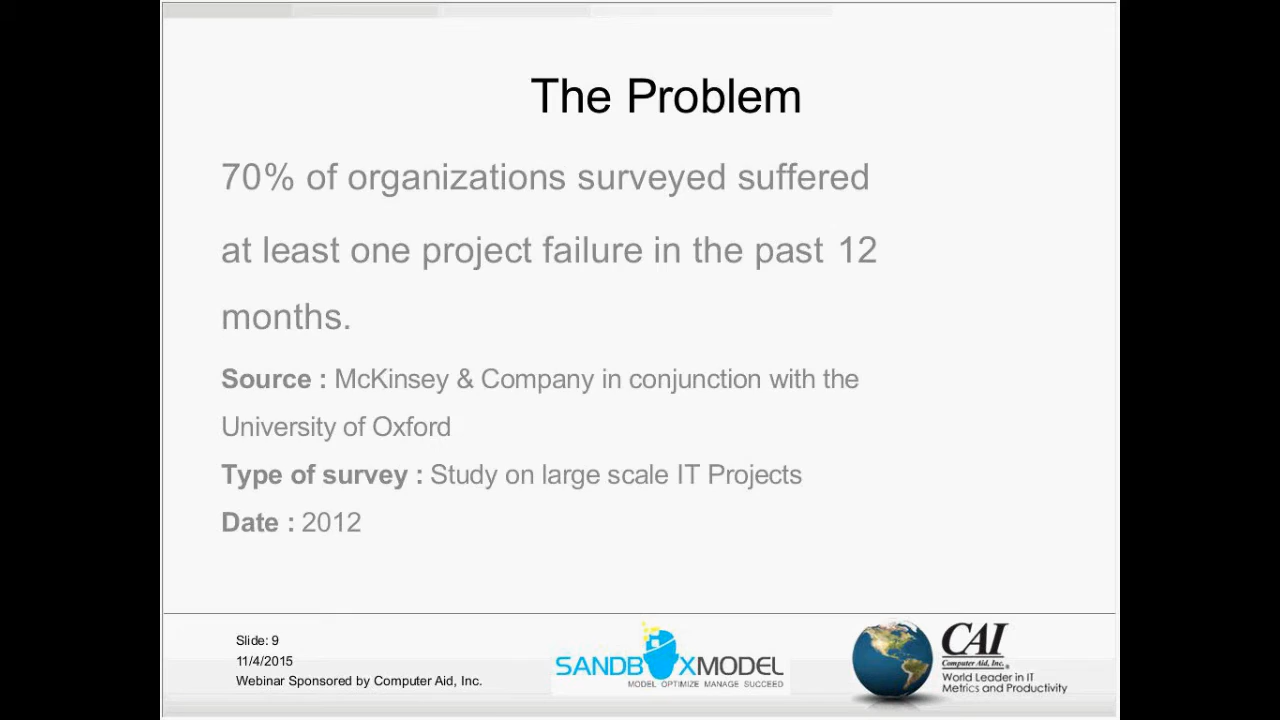 The Problem
70% of organizations surveyed suffered
at least one project failure in the past 12
months.
Source : McKinsey & Company in conjunction with the
University of Oxford
Type of survey : Study on large scale IT Projects
Date : 2012
Slide: 9
11/4/2015
Webinar Sponsored by Computer Aid, Inc.
SANDBOXMODEL
MODEL OPTIMIZE MANAGE SUCCEED
CAI
Computer Aid, Inc.
World Leader in IT
Metrics and Productivity